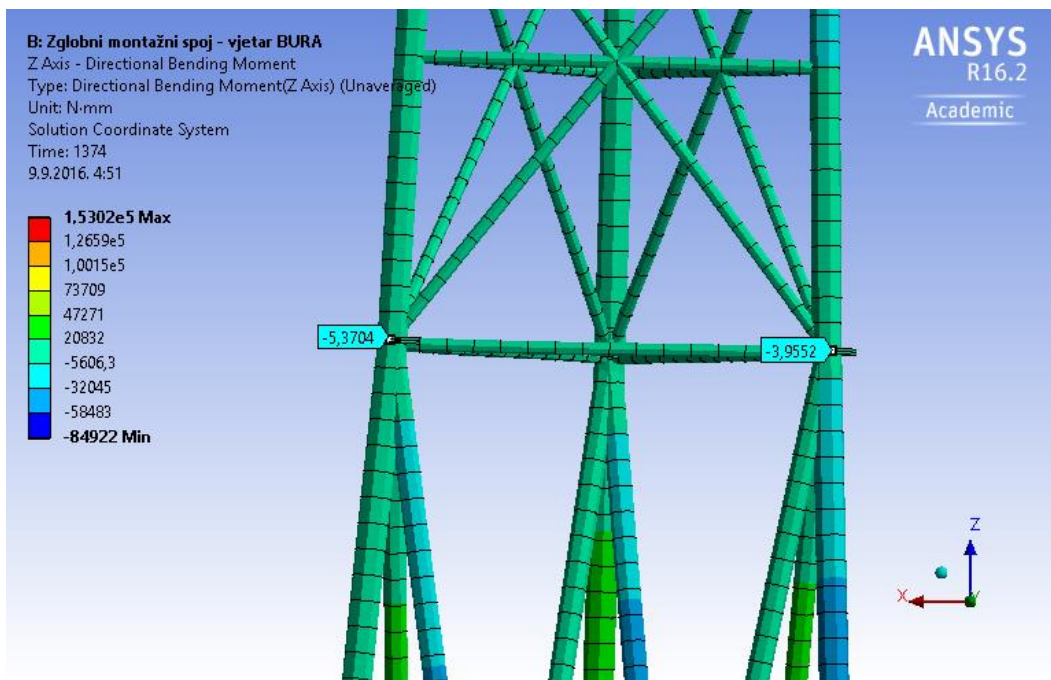 B: Zglobni montažni spoj - vjetar BURA
Z Axis - Directional Bending Moment
Type: Directional Bending Moment(Z Axis) (Unaveraged)
Unit: N·mm
Solution Coordinate System
Time: 1374
9.9.2016. 4:51
1,5302e5 Max
1,2659e5
1,0015e5
73709
47271
20832
-5606,3
-32045
-58483
-84922 Min
ANSYS
R16.2
Academic
-5,3704
-3,9552
Z
X
Y